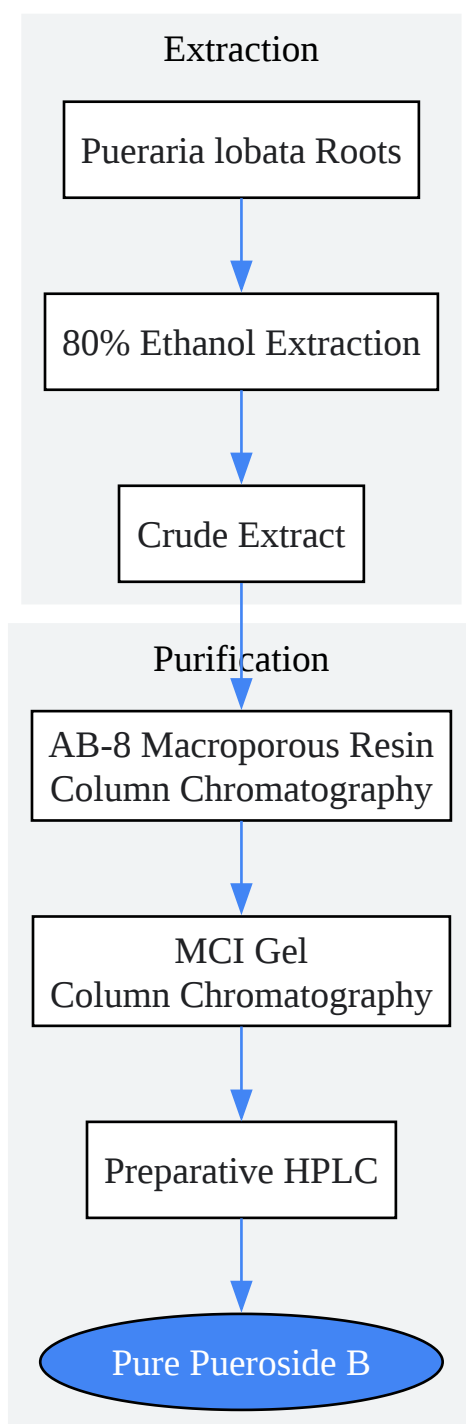 Extraction
Pueraria lobata Roots
80% Ethanol Extraction
Crude Extract
Purification
AB-8 Macroporous Resin
Column Chromatography
MCI Gel
Column Chromatography
Preparative HPLC
Pure Pueroside B